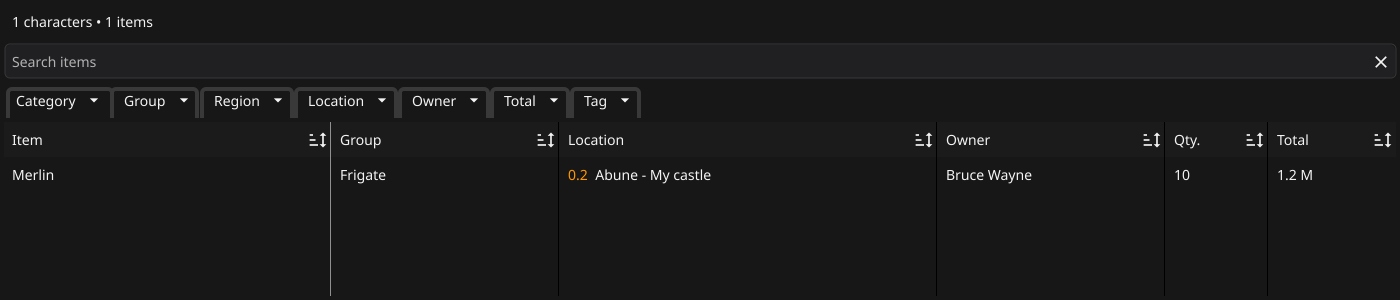 1 characters • 1 items
Search items
Category Group Region Location Owner Total Tag
Item Group Location Owner Qty. Total
Merlin Frigate 0.2 Abune - My castle Bruce Wayne 10 1.2 M